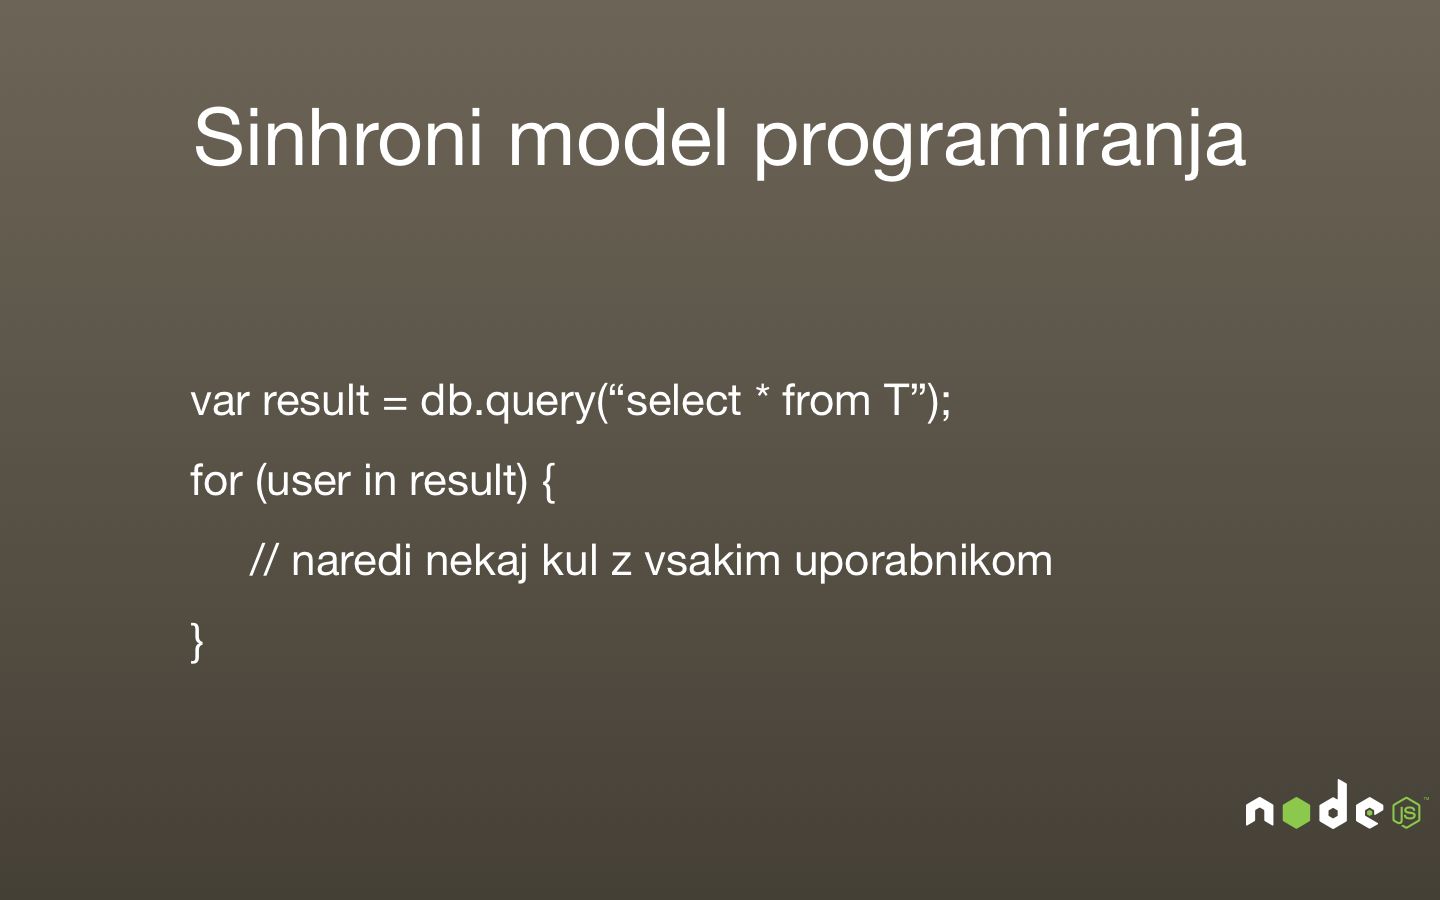 Sinhroni model programiranja
var result = db.query(“select * from T”);
for (user in result) {
// naredi nekaj kul z vsakim uporabnikom
}
node JS™